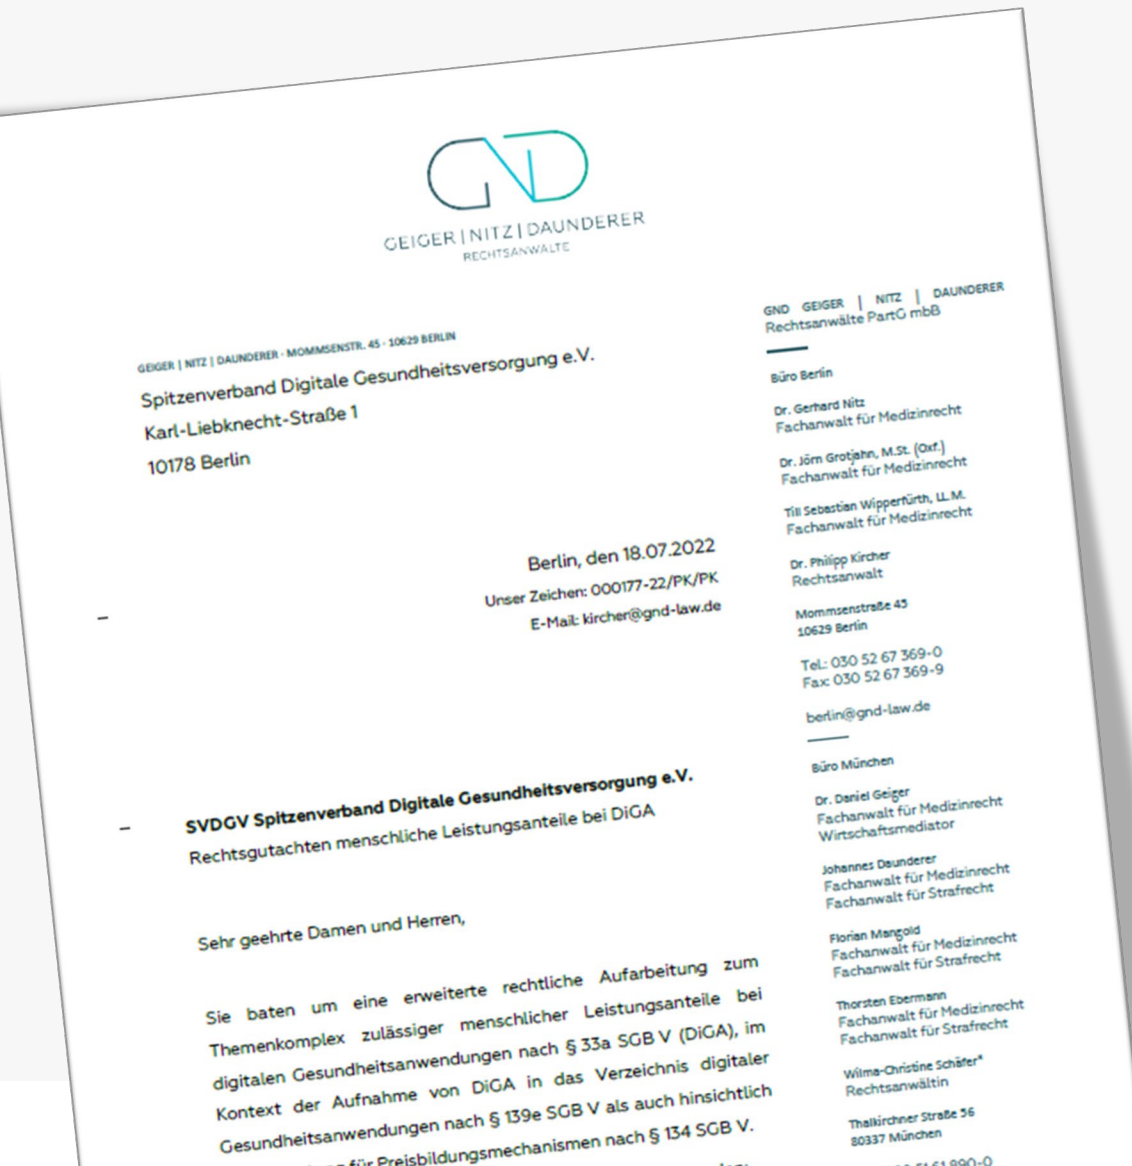 GND
GEIGER | NITZ | DAUNDERER
RECHTSANWÄLTE
GEIGER | NITZ | DAUNDERER · MOMMSENSTR. 45 · 10629 BERLIN
Spitzenverband Digitale Gesundheitsversorgung e.V.
Karl-Liebknecht-Straße 1
10178 Berlin
Berlin, den 18.07.2022
Unser Zeichen: 000177-22/PK/PK
E-Mail: kircher@gnd-law.de
SVDGV Spitzenverband Digitale Gesundheitsversorgung e.V.
Rechtsgutachten menschliche Leistungsanteile bei DiGA
Sehr geehrte Damen und Herren,
Sie baten um eine erweiterte rechtliche Aufarbeitung zum
Themenkomplex zulässiger menschlicher Leistungsanteile bei
digitalen Gesundheitsanwendungen nach § 33a SGB V (DiGA), im
Kontext der Aufnahme von DiGA in das Verzeichnis digitaler
Gesundheitsanwendungen nach § 139e SGB V als auch hinsichtlich
für Preisbildungsmechanismen nach § 134 SGB V.
GND GEIGER | NITZ | DAUNDERER
Rechtsanwälte PartG mbB
Büro Berlin
Dr. Gerhard Nitz
Fachanwalt für Medizinrecht
Dr. Jörn Grotjahn, M.St. (Oxf.)
Fachanwalt für Medizinrecht
Till Sebastian Wipperfürth, LL.M.
Fachanwalt für Medizinrecht
Dr. Philipp Kircher
Rechtsanwalt
Mommsenstraße 45
10629 Berlin
Tel.: 030 52 67 369-0
Fax: 030 52 67 369-9
berlin@gnd-law.de
Büro München
Dr. Daniel Geiger
Fachanwalt für Medizinrecht
Wirtschaftsmediator
Johannes Daunderer
Fachanwalt für Medizinrecht
Fachanwalt für Strafrecht
Florian Mangold
Fachanwalt für Medizinrecht
Fachanwalt für Strafrecht
Thorsten Ebermann
Fachanwalt für Medizinrecht
Fachanwalt für Strafrecht
Wilma-Christine Schäfer*
Rechtsanwältin
Thalkirchner Straße 56
80337 München